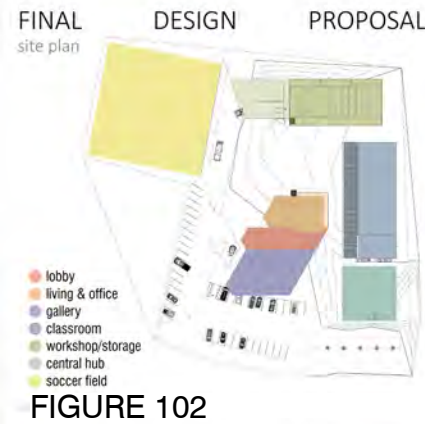 FINAL DESIGN PROPOSAL
site plan
lobby
living & office
gallery
classroom
workshop/storage
central hub
soccer field
FIGURE 102